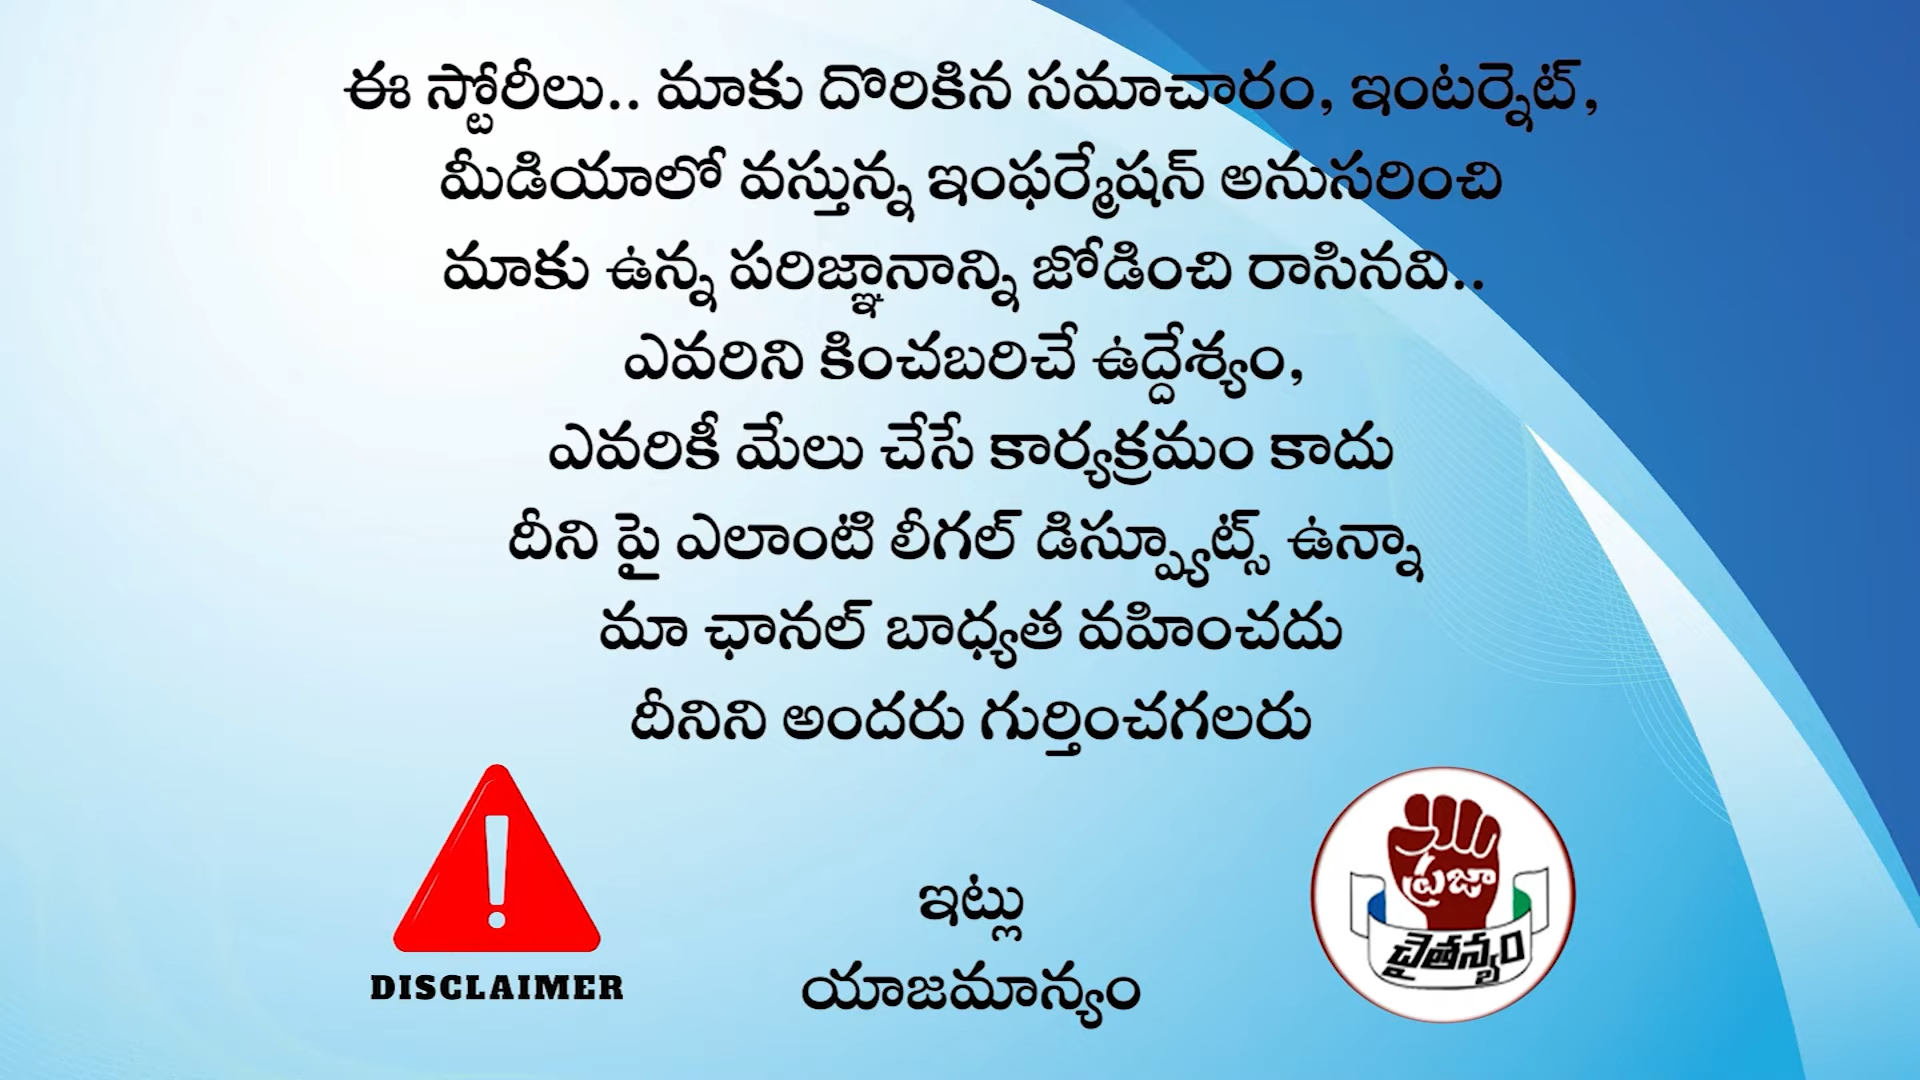 ఈ స్టోరీలు.. మాకు దొరికిన సమాచారం, ఇంటర్నెట్,
మీడియాలో వస్తున్న ఇంఫర్మేషన్ అనుసరించి
మాకు ఉన్న పరిజ్ఞానాన్ని జోడించి రాసినవి..
ఎవరిని కించబరిచే ఉద్దేశ్యం,
ఎవరికీ మేలు చేసే కార్యక్రమం కాదు
దీని పై ఎలాంటి లీగల్ డిస్ప్యూట్స్ ఉన్నా
మా ఛానల్ బాధ్యత వహించదు
దీనిని అందరు గుర్తించగలరు
ఇట్లు
యాజమాన్యం
DISCLAIMER
ప్రజా
చైతన్యం